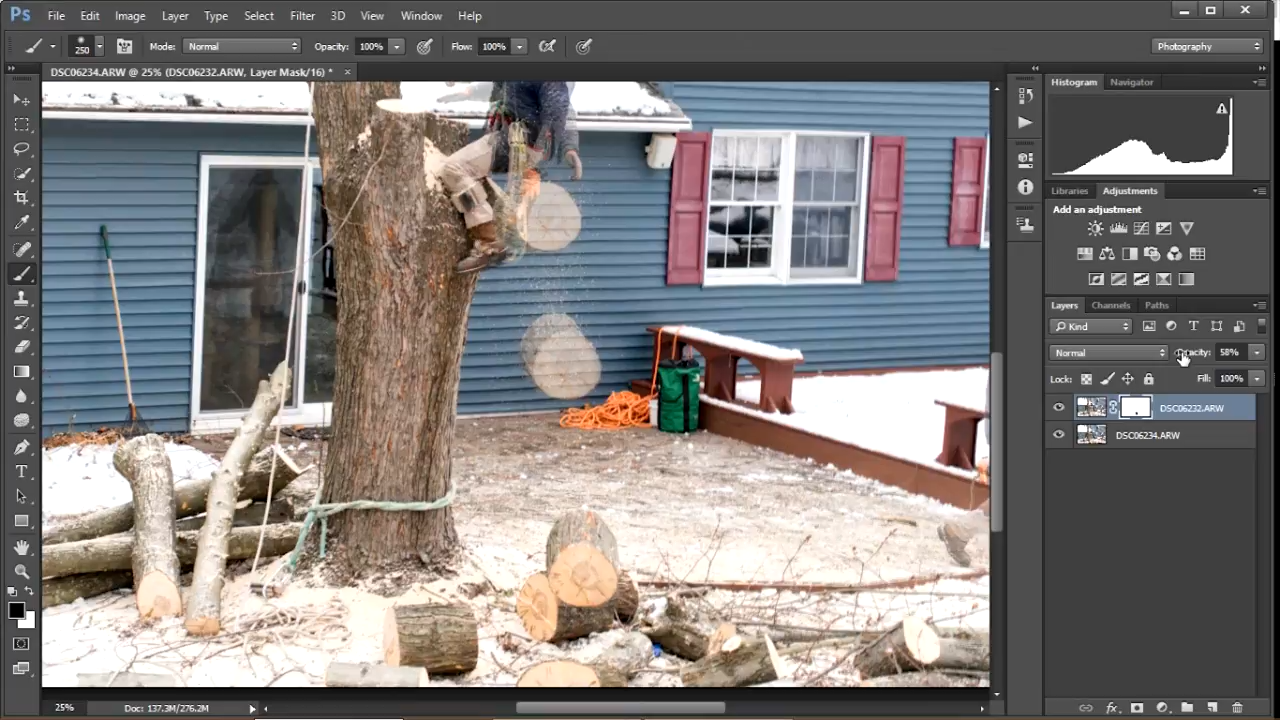 Ps File Edit Image Layer Type Select Filter 3D View Window Help
250 Mode: Normal Opacity: 100% Flow: 100% Photography
DSC06234.ARW @ 25% (DSC06232.ARW, Layer Mask/16) * ×
Histogram Navigator
Libraries Adjustments
Add an adjustment
Layers Channels Paths
Kind
Normal Opacity: 58%
Lock: Fill: 100%
DSC06232.ARW
DSC06234.ARW
25% Doc: 137.3M/276.2M
fx